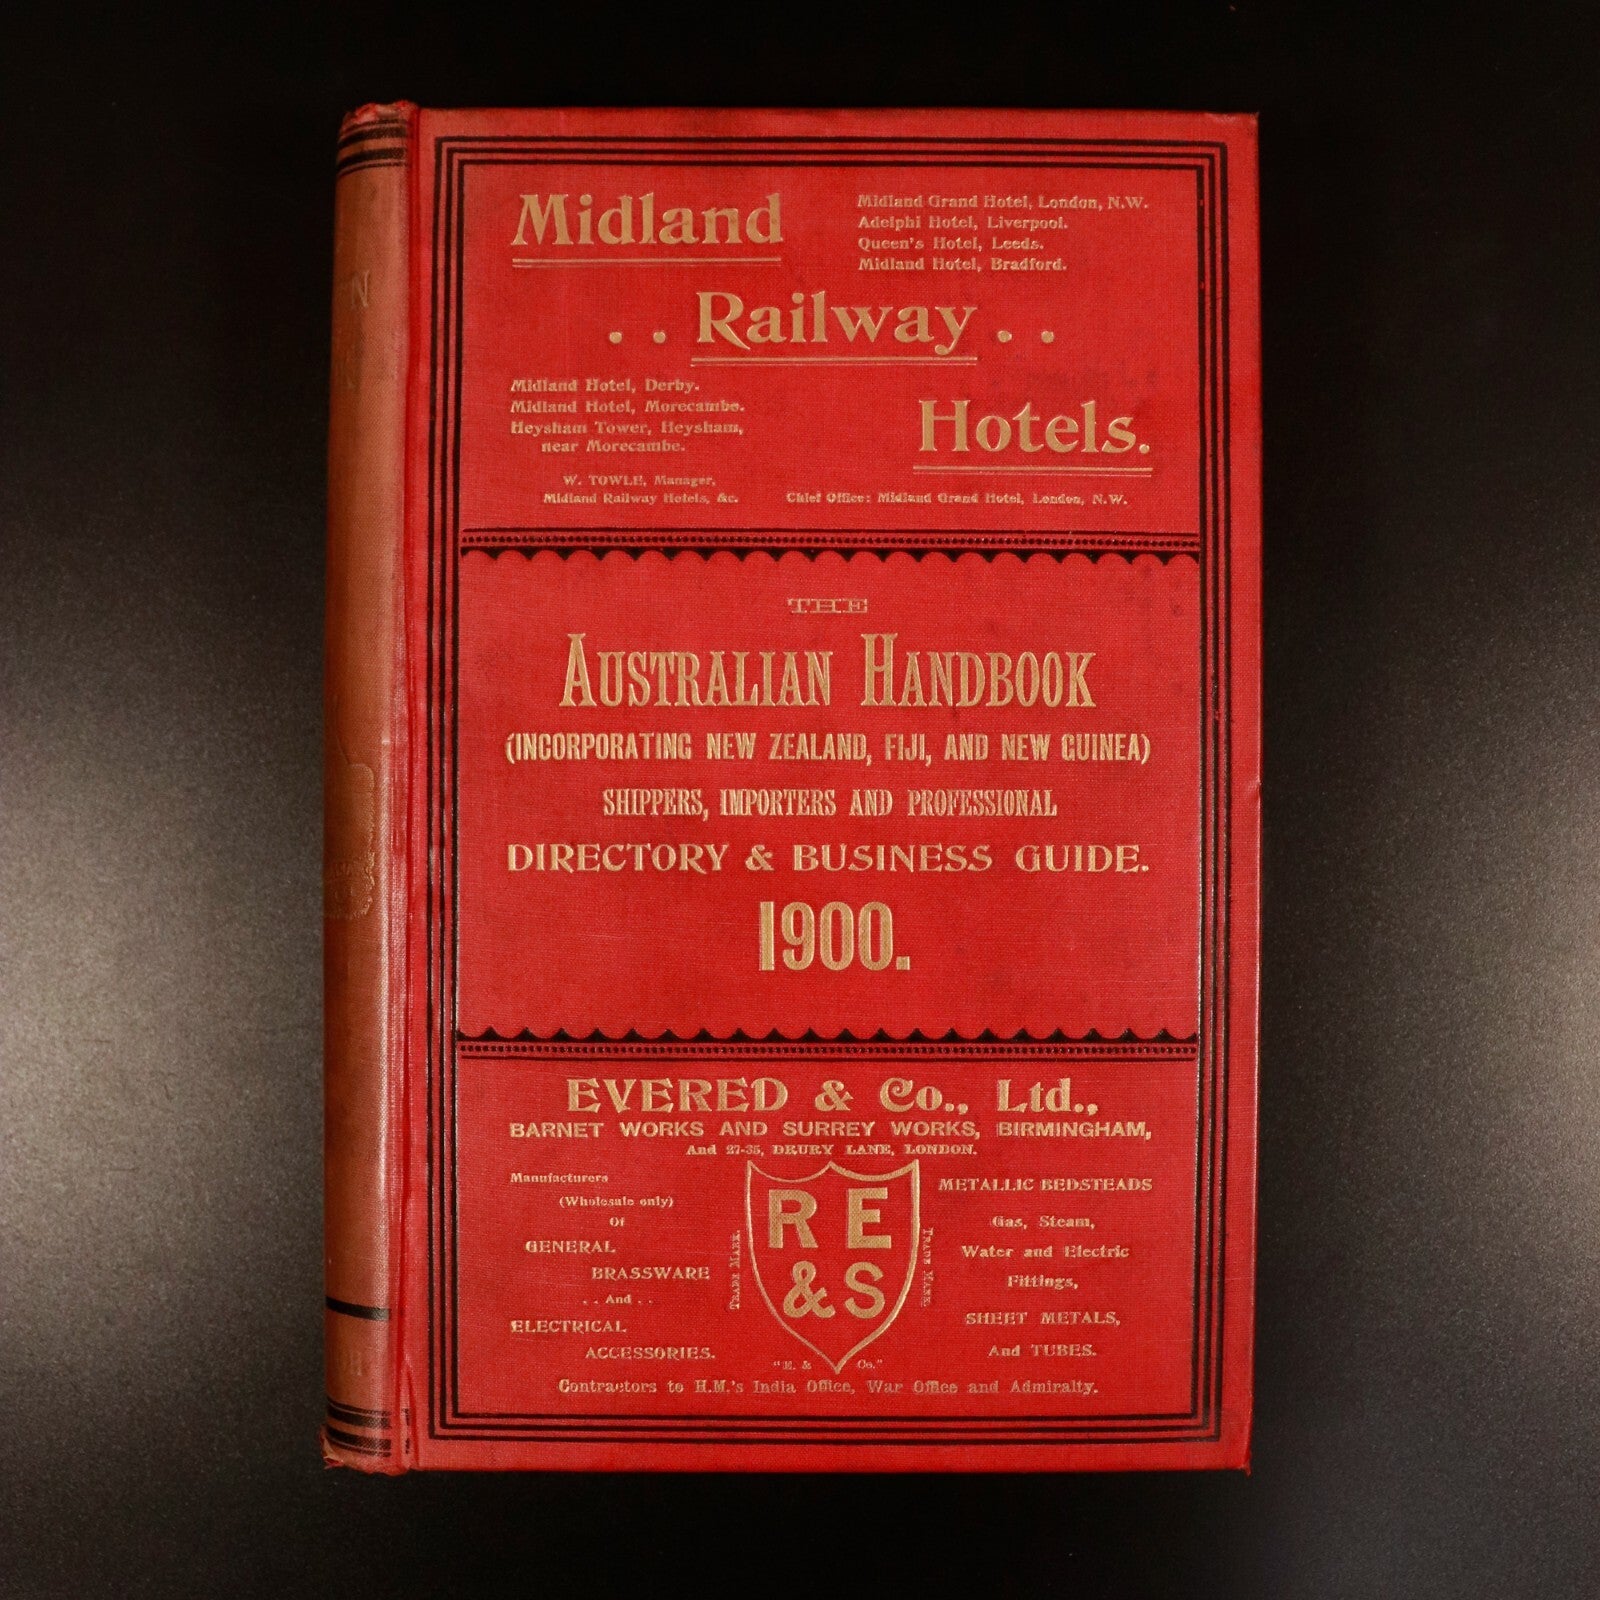 Midland
Midland Grand Hotel, London, N.W.
Adelphi Hotel, Liverpool.
Queen's Hotel, Leeds.
Midland Hotel, Bradford.
. . Railway . .
Midland Hotel, Derby.
Midland Hotel, Morecambe.
Heysham Tower, Heysham,
near Morecambe.
Hotels.
W. TOWLE, Manager,
Midland Railway Hotels, &c.
Chief Office: Midland Grand Hotel, London, N.W.
THE
AUSTRALIAN HANDBOOK
(INCORPORATING NEW ZEALAND, FIJI, AND NEW GUINEA)
SHIPPERS, IMPORTERS AND PROFESSIONAL
DIRECTORY & BUSINESS GUIDE.
1900.
EVERED & Co., Ltd.,
BARNET WORKS AND SURREY WORKS, BIRMINGHAM,
And 27-35, DRURY LANE, LONDON.
Manufacturers
(Wholesale only)
Of
GENERAL
BRASSWARE
. . And . .
ELECTRICAL
ACCESSORIES.
TRADE MARK.
R E
& S
TRADE MARK.
Co."
METALLIC BEDSTEADS
Gas, Steam,
Water and Electric
Fittings,
SHEET METALS,
And TUBES.
Contractors to H.M.'s India Office, War Office and Admiralty.